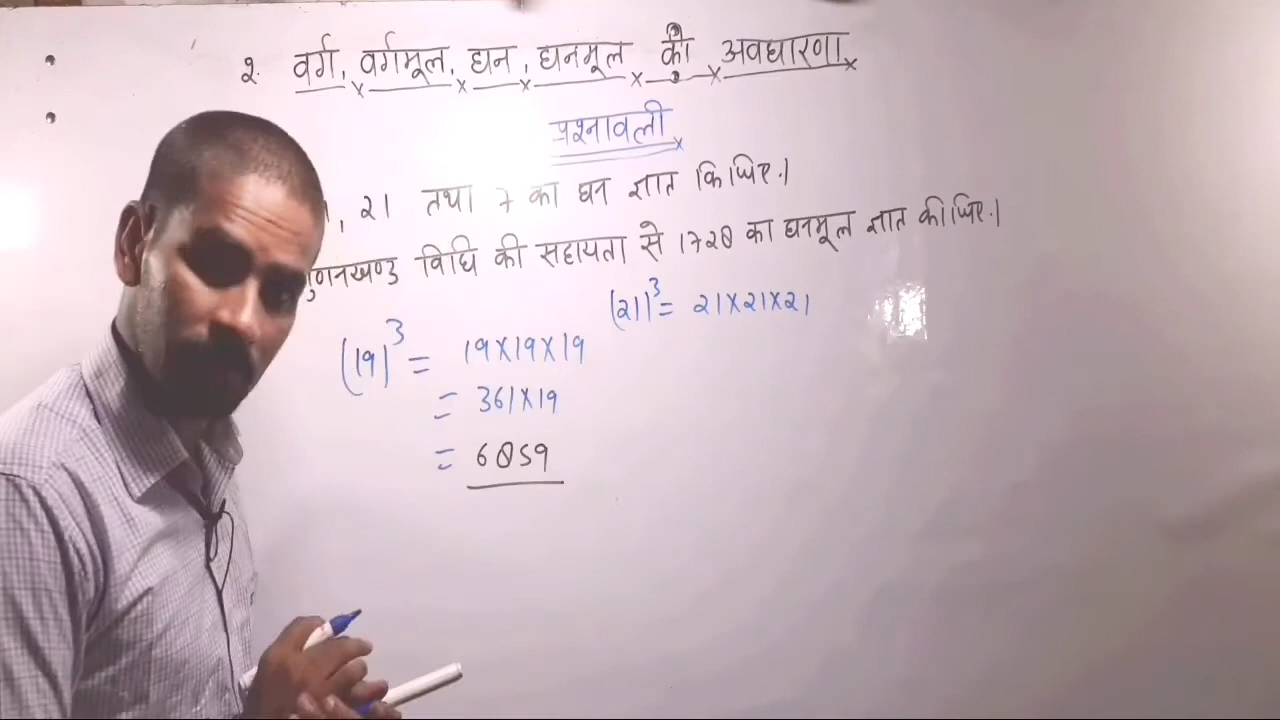 २. वर्ग, वर्गमूल, घन, घनमूल की अवधारणा
प्रश्नावली
, 21 तथा 7 का घन ज्ञात किजिए।
गुणनखण्ड विधि की सहायता से 1728 का घनमूल ज्ञात कीजिए।
(21)³ = 21×21×21
(19)³ = 19×19×19
= 361×19
= 6859